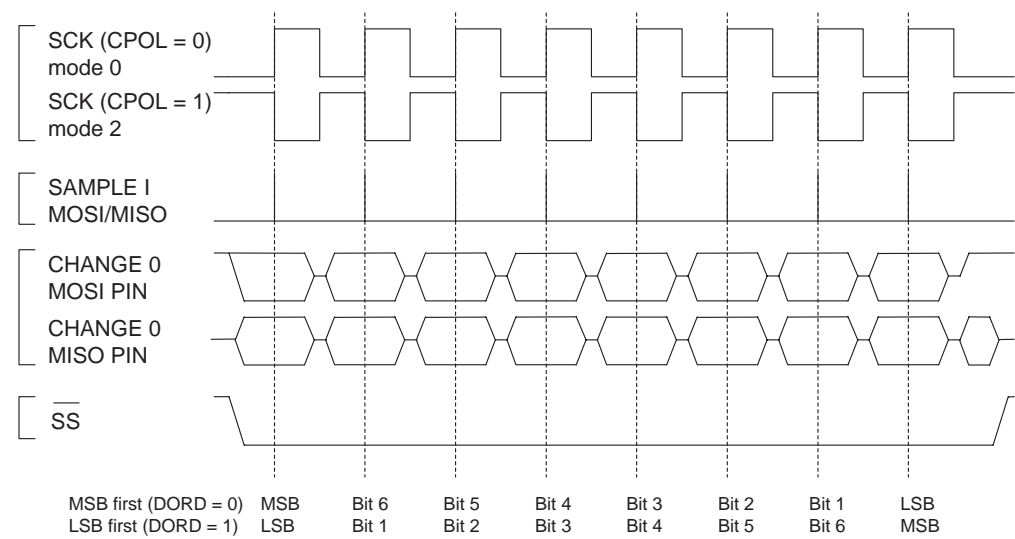 SCK (CPOL = 0)
mode 0
SCK (CPOL = 1)
mode 2
SAMPLE I
MOSI/MISO
CHANGE 0
MOSI PIN
CHANGE 0
MISO PIN
SS
MSB first (DORD = 0) MSB Bit 6 Bit 5 Bit 4 Bit 3 Bit 2 Bit 1 LSB
LSB first (DORD = 1) LSB Bit 1 Bit 2 Bit 3 Bit 4 Bit 5 Bit 6 MSB